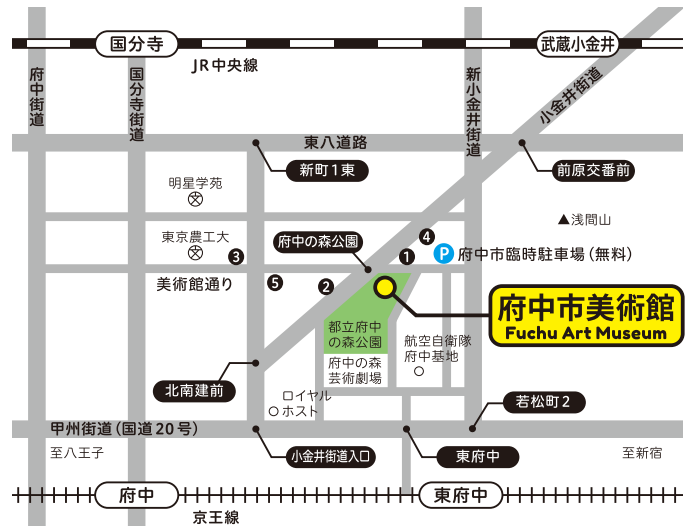 国分寺
武蔵小金井
JR中央線
府中街道
国分寺街道
新小金井街道
小金井街道
東八道路
新町1東
前原交番前
明星学苑
東京農工大
浅間山
府中の森公園
❸
❹
❶
P 府中市臨時駐車場（無料）
美術館通り
❺
❷
府中市美術館
Fuchu Art Museum
都立府中
の森公園
航空自衛隊
府中基地
府中の森
芸術劇場
北南建前
ロイヤル
ホスト
若松町2
甲州街道（国道20号）
至八王子
小金井街道入口
東府中
至新宿
府中
東府中
京王線